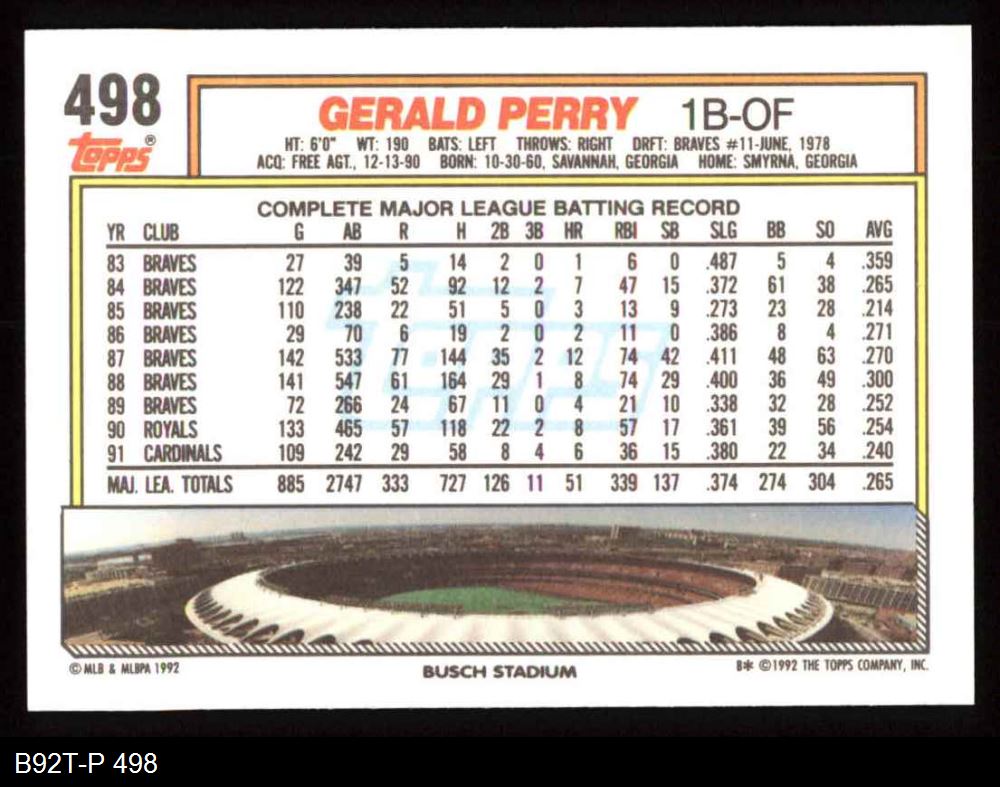 498
Topps®
GERALD PERRY 1B-OF
HT: 6'0" WT: 190 BATS: LEFT THROWS: RIGHT DRFT: BRAVES #11-JUNE, 1978
ACQ: FREE AGT., 12-13-90 BORN: 10-30-60, SAVANNAH, GEORGIA HOME: SMYRNA, GEORGIA
COMPLETE MAJOR LEAGUE BATTING RECORD
YR CLUB G AB R H 2B 3B HR RBI SB SLG BB SO AVG
83 BRAVES 27 39 5 14 2 0 1 6 0 .487 5 4 .359
84 BRAVES 122 347 52 92 12 2 7 47 15 .372 61 38 .265
85 BRAVES 110 238 22 51 5 0 3 13 9 .273 23 28 .214
86 BRAVES 29 70 6 19 2 0 2 11 0 .386 8 4 .271
87 BRAVES 142 533 77 144 35 2 12 74 42 .411 48 63 .270
88 BRAVES 141 547 61 164 29 1 8 74 29 .400 36 49 .300
89 BRAVES 72 266 24 67 11 0 4 21 10 .338 32 28 .252
90 ROYALS 133 465 57 118 22 2 8 57 17 .361 39 56 .254
91 CARDINALS 109 242 29 58 8 4 6 36 15 .380 22 34 .240
MAJ. LEA. TOTALS 885 2747 333 727 126 11 51 339 137 .374 274 304 .265
Topps
© MLB & MLBPA 1992
BUSCH STADIUM
B* ©1992 THE TOPPS COMPANY, INC.
B92T-P 498